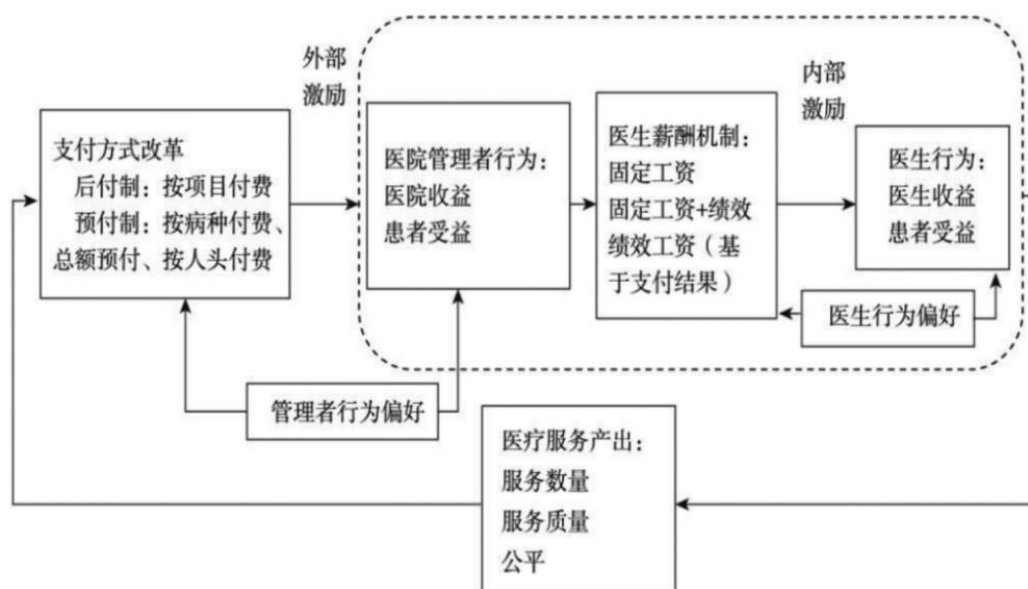 外部
激励
内部
激励
支付方式改革
后付制：按项目付费
预付制：按病种付费、
总额预付、按人头付费
医院管理者行为：
医院收益
患者受益
医生薪酬机制：
固定工资
固定工资+绩效
绩效工资（基
于支付结果）
医生行为：
医生收益
患者受益
医生行为偏好
管理者行为偏好
医疗服务产出：
服务数量
服务质量
公平